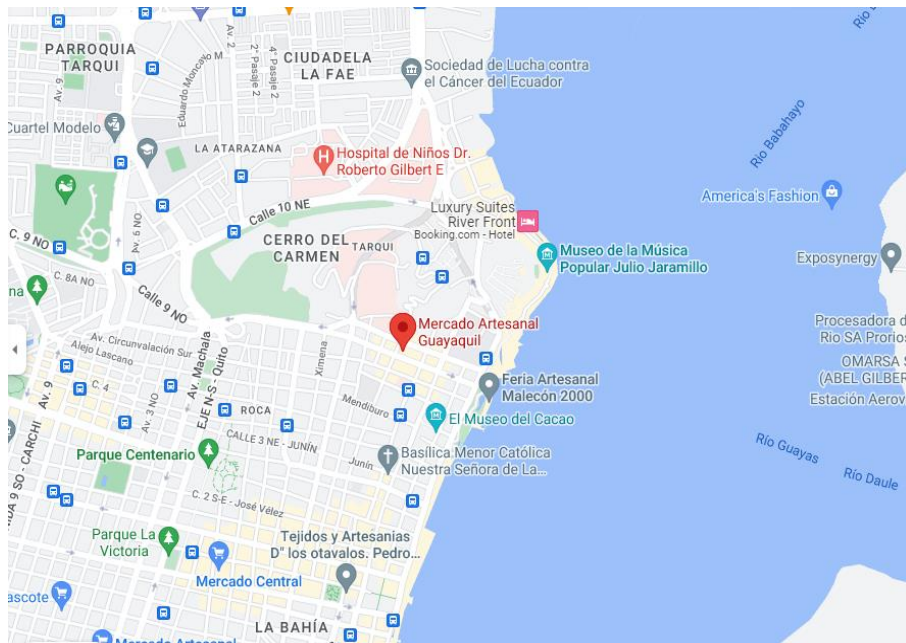 PARROQUIA
TARQUI
CIUDADELA
LA FAE
Sociedad de Lucha contra
el Cáncer del Ecuador
Av. 2
2° Pasaje 2
4° Pasaje 2
Av. 9
Cuartel Modelo
LA ATARAZANA
Hospital de Niños Dr.
Roberto Gilbert E
Río Babahoyo
America's Fashion
Luxury Suites
River Front
Booking.com - Hotel
Calle 10 NE
C. 9 NO
Av. 6 NO
CERRO DEL
CARMEN
TARQUI
Museo de la Música
Popular Julio Jaramillo
Exposynergy
C. 8A NO
Calle 9 NO
Mercado Artesanal
Guayaquil
Procesadora d
Rio SA Prorios
Av. Circunvalación Sur
Alejo Lascano
Av. Machala
EJE N-S - Quito
Ximena
OMARSA S
(ABEL GILBER
Estación Aerov
Feria Artesanal
Malecón 2000
C. 4
Av. 9
Av. 3 NO
ROCA
Mendiburo
El Museo del Cacao
CALLE 3 NE - JUNÍN
Río Guayas
Río Daule
Parque Centenario
Junín
Basílica Menor Católica
Nuestra Señora de La...
C. 2 S-E - José Vélez
Parque La
Victoria
Tejidos y Artesanias
D" los otavalos. Pedro...
Mercado Central
ascote
LA BAHÍA
Mercado Artesanal